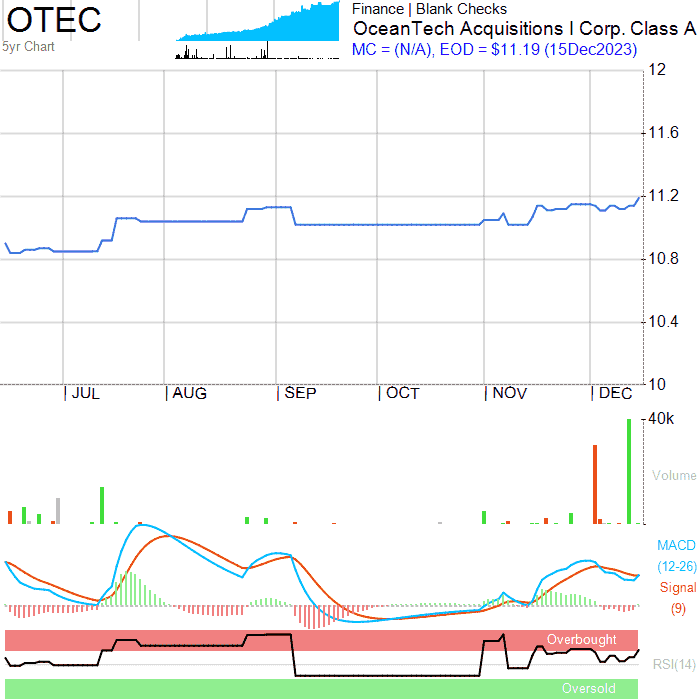 OTEC
5yr Chart
Finance | Blank Checks
OceanTech Acquisitions I Corp. Class A
MC = (N/A), EOD = $11.19 (15Dec2023)
12
11.6
11.2
10.8
10.4
10
| JUL | AUG | SEP | OCT | NOV | DEC
40k
Volume
MACD
(12-26)
Signal
(9)
Overbought
RSI(14)
Oversold